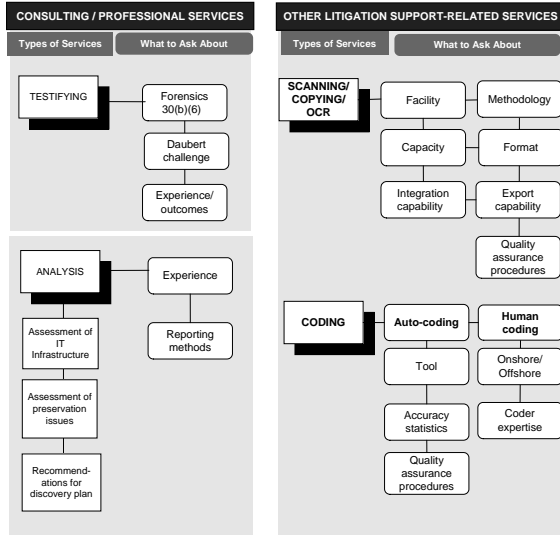 CONSULTING / PROFESSIONAL SERVICES
Types of Services
What to Ask About
TESTIFYING
Forensics
30(b)(6)
Daubert
challenge
Experience/
outcomes
ANALYSIS
Experience
Reporting
methods
Assessment of
IT
Infrastructure
Assessment of
preservation
issues
Recommend-
ations for
discovery plan
OTHER LITIGATION SUPPORT-RELATED SERVICES
Types of Services
What to Ask About
SCANNING/
COPYING/
OCR
Facility
Methodology
Capacity
Format
Integration
capability
Export
capability
Quality
assurance
procedures
CODING
Auto-coding
Human
coding
Tool
Onshore/
Offshore
Accuracy
statistics
Coder
expertise
Quality
assurance
procedures